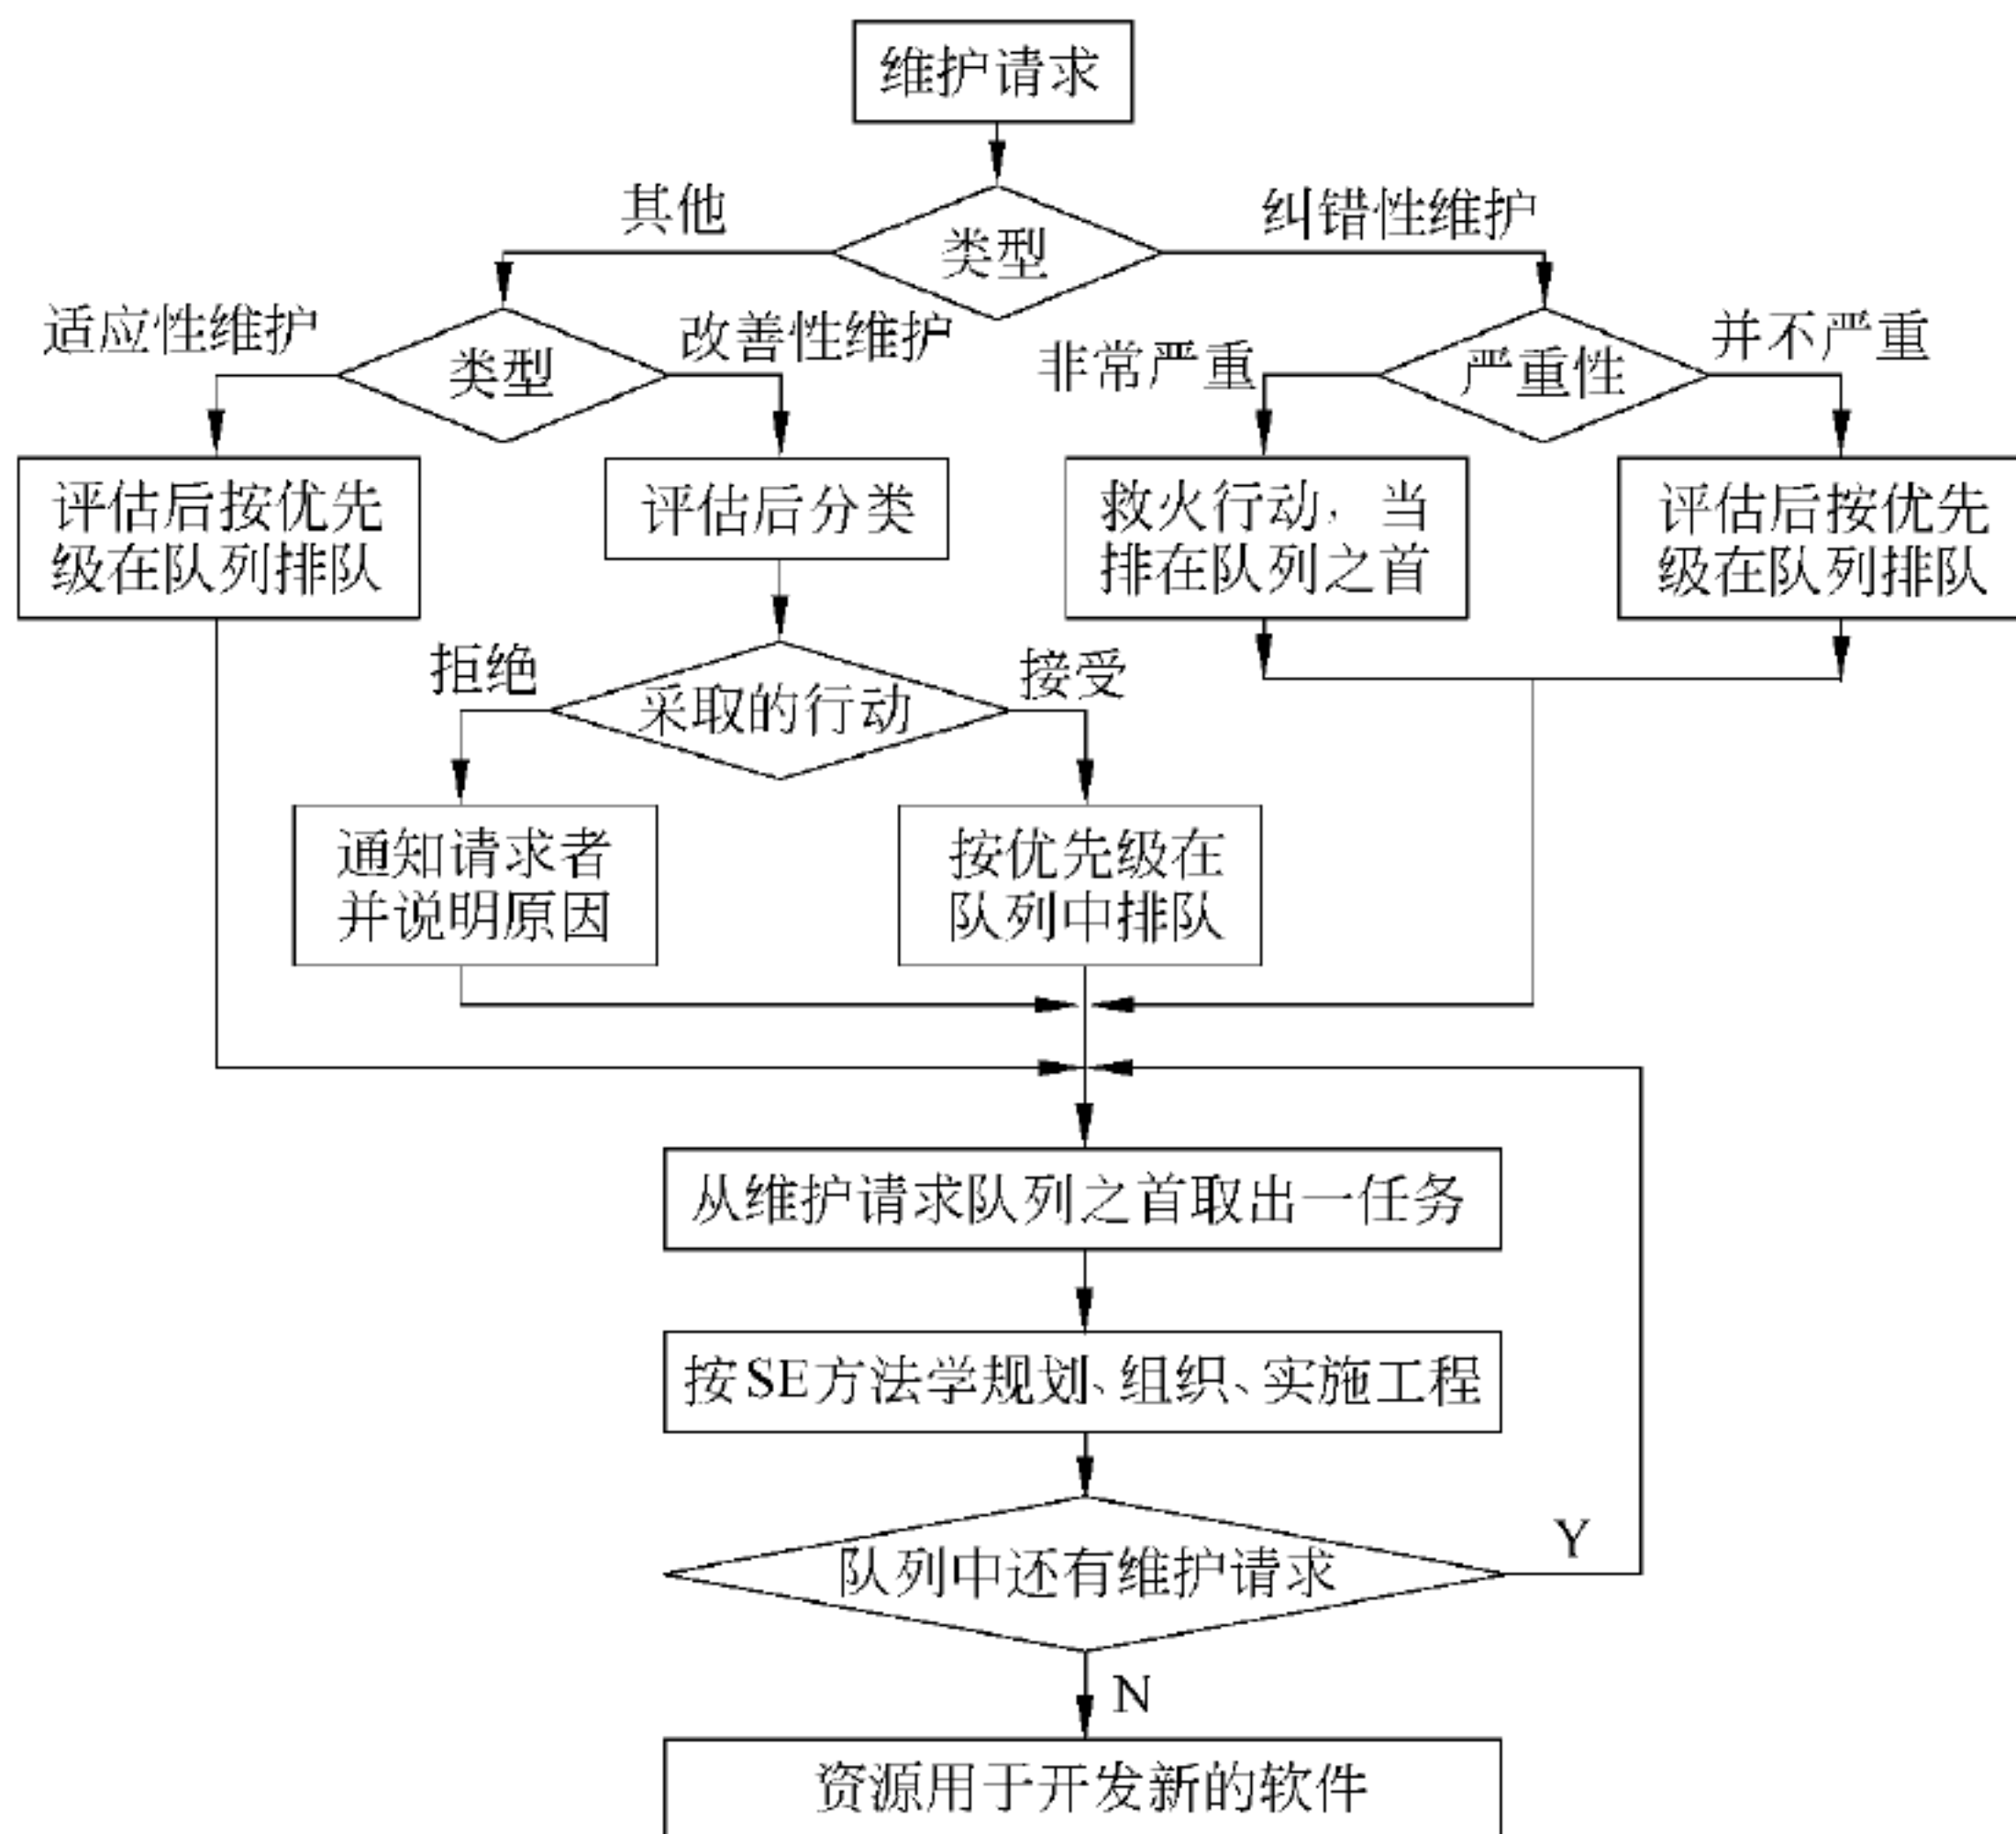 维护请求
其他
类型
纠错性维护
适应性维护
类型
改善性维护
非常严重
严重性
并不严重
评估后按优先
级在队列排队
评估后分类
救火行动，当
排在队列之首
评估后按优先
级在队列排队
拒绝
采取的行动
接受
通知请求者
并说明原因
按优先级在
队列中排队
从维护请求队列之首取出一任务
按SE方法学规划、组织、实施工程
队列中还有维护请求
Y
N
资源用于开发新的软件